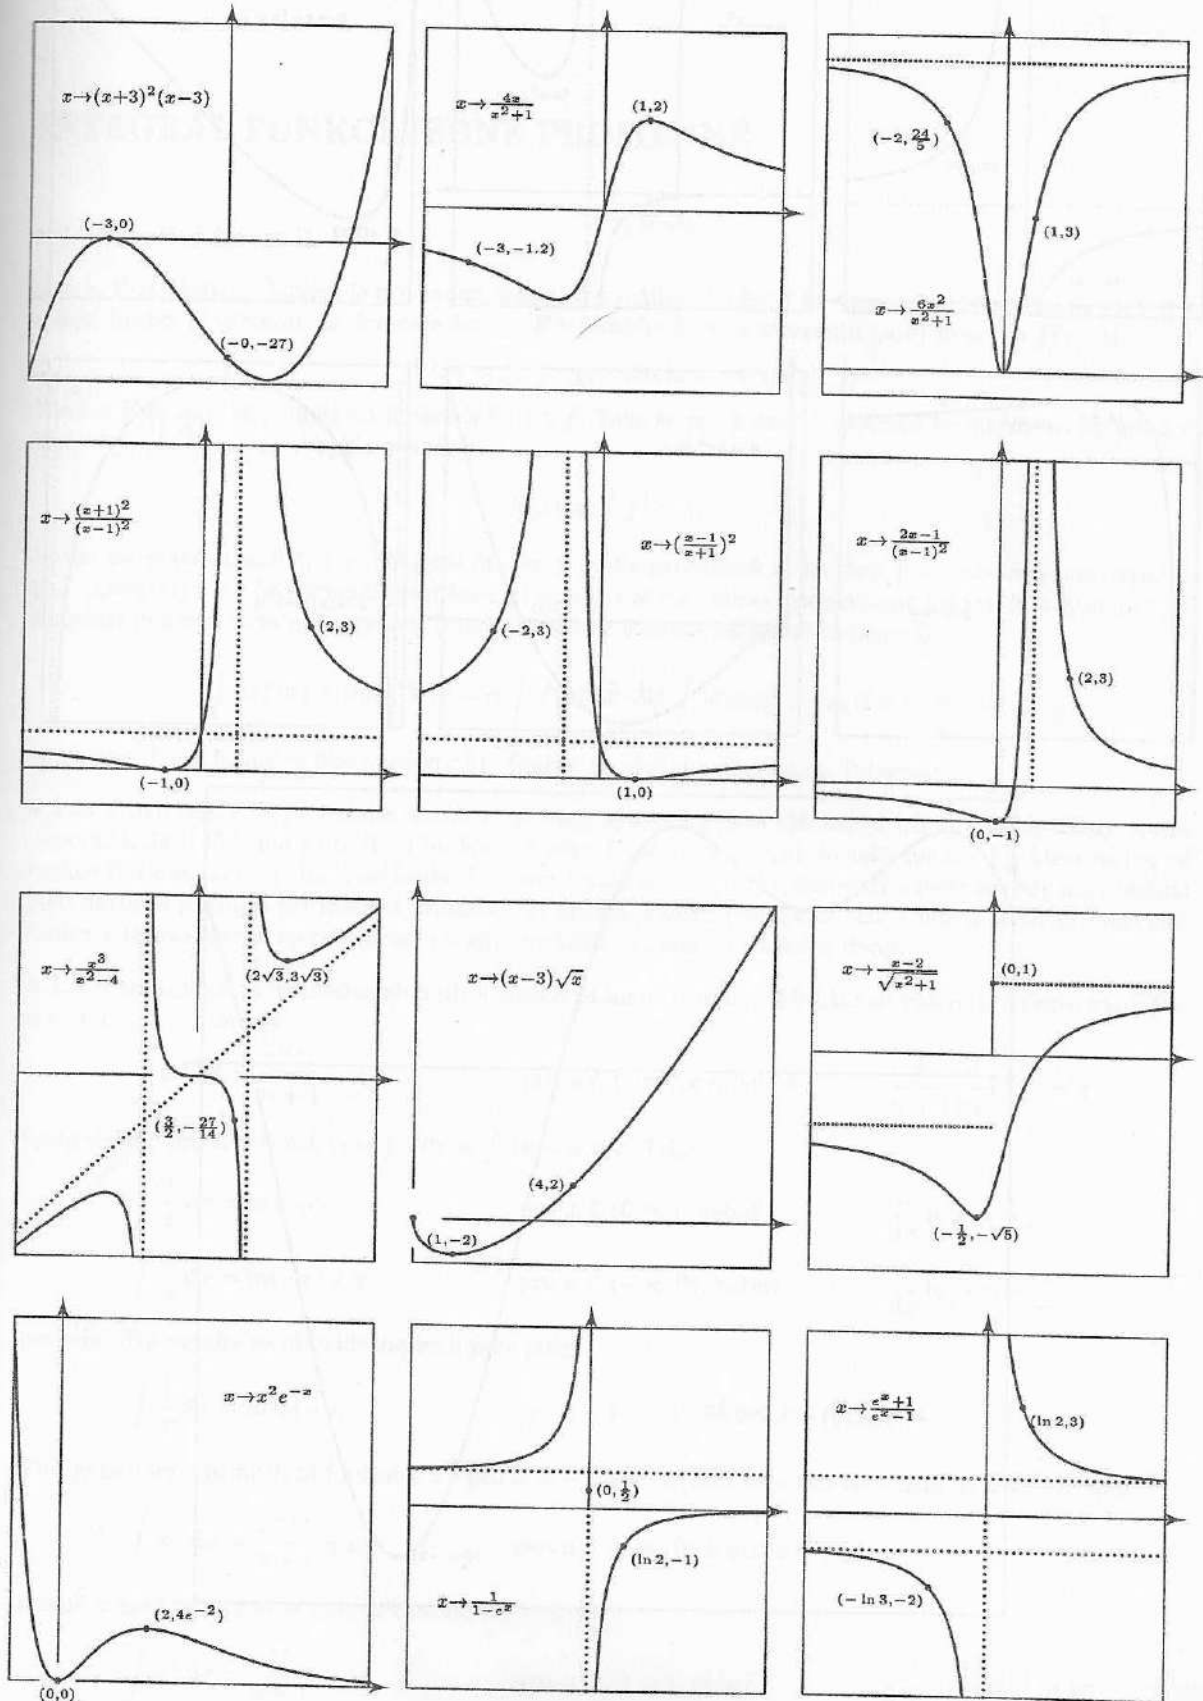 x→(x+3)²(x−3)
(−3,0)
(−0,−27)
x→4x/(x²+1)
(1,2)
(−3,−1.2)
(−2,24/5)
(1,3)
x→6x²/(x²+1)
x→(x+1)²/(x−1)²
(2,3)
(−1,0)
x→((x−1)/(x+1))²
(−2,3)
(1,0)
x→(2x−1)/(x−1)²
(2,3)
(0,−1)
x→x³/(x²−4)
(2√3,3√3)
(3/2,−27/14)
x→(x−3)√x
(4,2)
(1,−2)
x→(x−2)/√(x²+1)
(0,1)
(−1/2,−√5)
x→x²e⁻ˣ
(2,4e⁻²)
(0,0)
(0,1/2)
(ln 2,−1)
x→1/(1−eˣ)
x→(eˣ+1)/(eˣ−1)
(ln 2,3)
(− ln 3,−2)